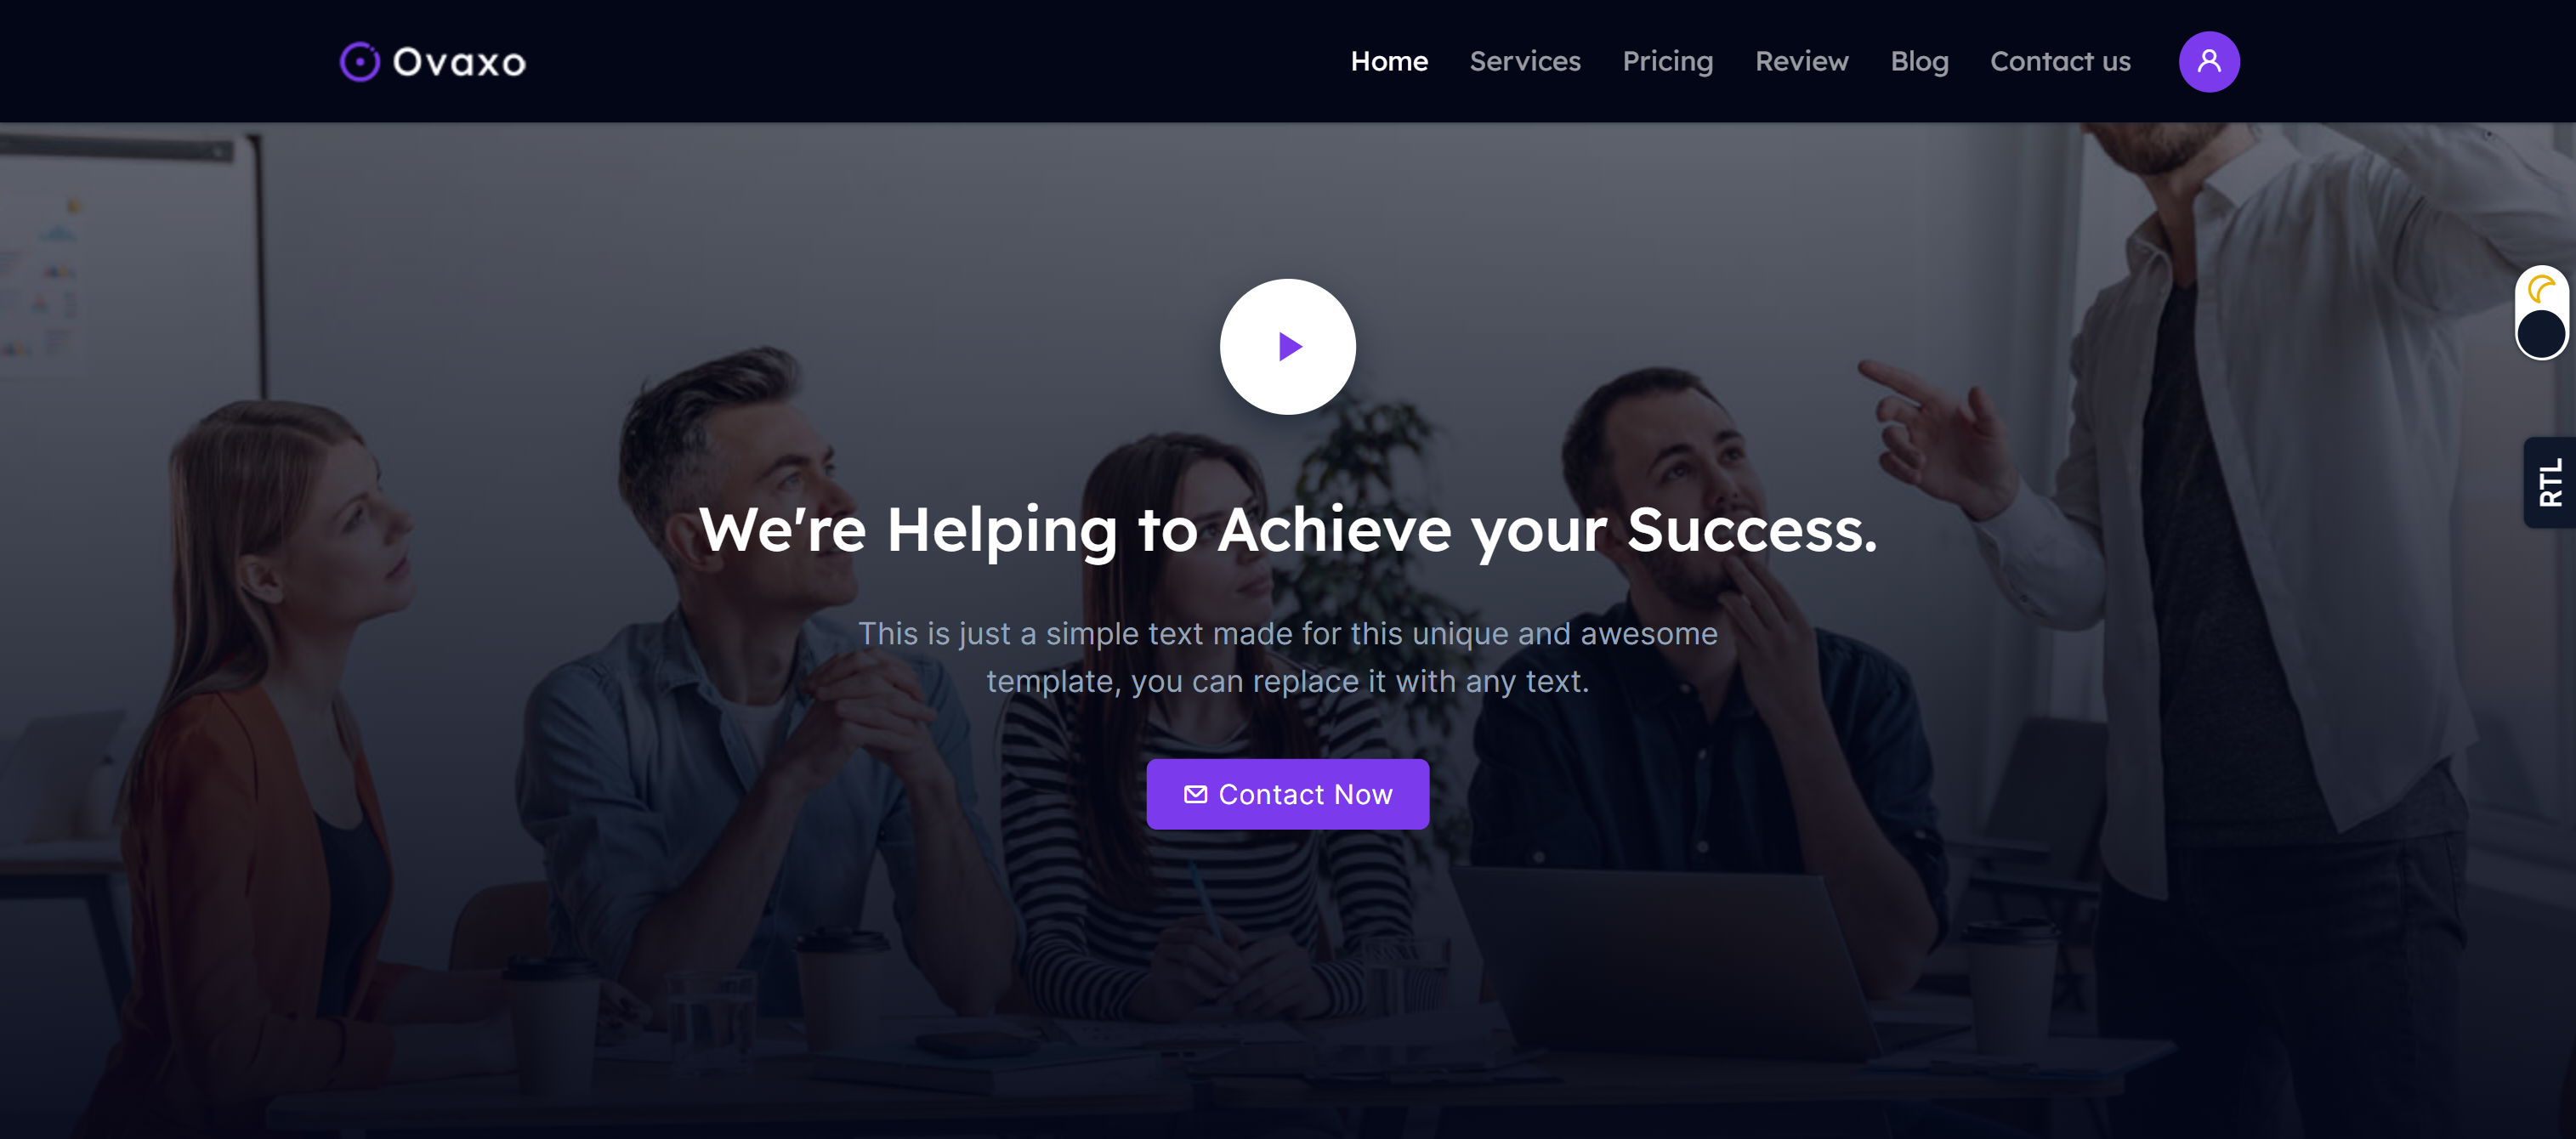 Ovaxo
Home Services Pricing Review Blog Contact us
RTL
We're Helping to Achieve your Success.
This is just a simple text made for this unique and awesome
template, you can replace it with any text.
Contact Now